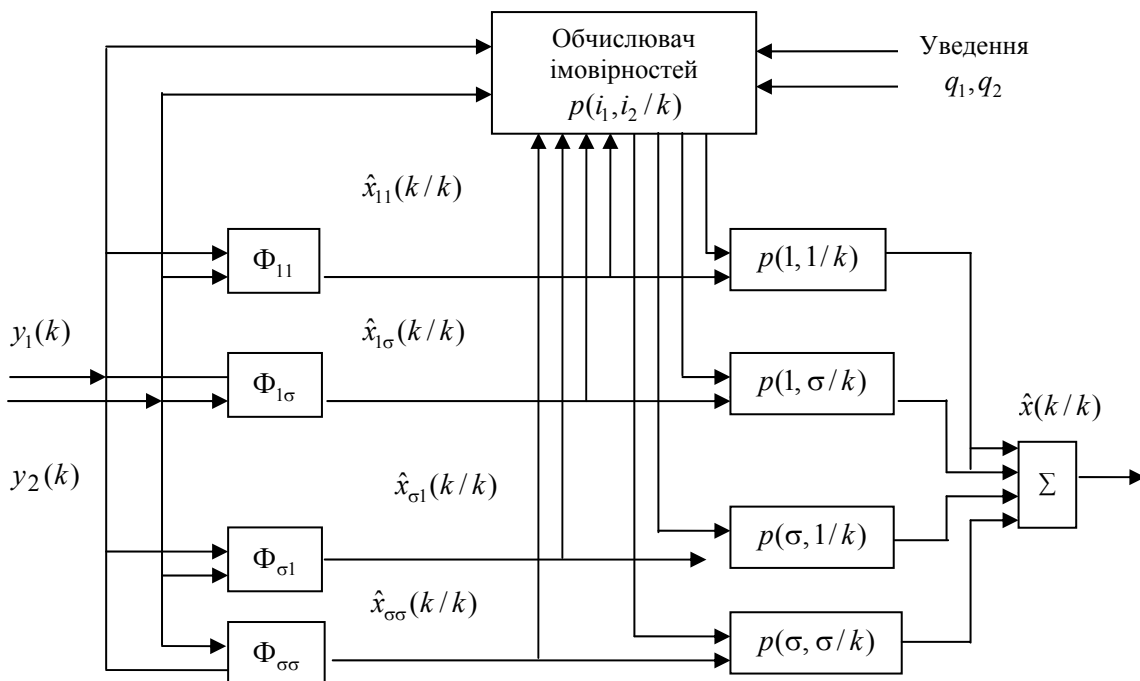 Обчислювач
імовірностей
p(i₁,i₂/k)
Уведення
q₁,q₂
x̂₁₁(k/k)
Φ₁₁
p(1,1/k)
y₁(k)
x̂₁σ(k/k)
Φ₁σ
p(1,σ/k)
x̂(k/k)
y₂(k)
x̂σ₁(k/k)
Σ
Φσ₁
p(σ,1/k)
x̂σσ(k/k)
Φσσ
p(σ,σ/k)